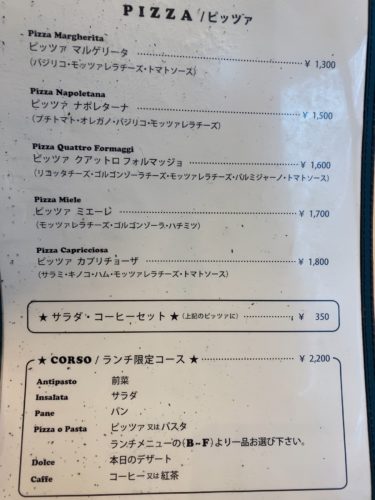 PIZZA / ピッツァ
Pizza Margherita
ピッツァ マルゲリータ ¥ 1,300
(バジリコ・モッツァレラチーズ・トマトソース)
Pizza Napoletana
ピッツァ ナポレターナ ¥ 1,500
(プチトマト・オレガノ・バジリコ・モッツァレラチーズ)
Pizza Quattro Formaggi
ピッツァ クアットロ フォルマッジョ ¥ 1,600
(リコッタチーズ・ゴルゴンゾーラチーズ・モッツァレラチーズ・パルミジャーノ・トマトソース)
Pizza Miele
ピッツァ ミエーレ ¥ 1,700
(モッツァレラチーズ・ゴルゴンゾーラ・ハチミツ)
Pizza Capricciosa
ピッツァ カプリチョーザ ¥ 1,800
(サラミ・キノコ・ハム・モッツァレラチーズ・トマトソース)
★ サラダ・コーヒーセット ★ (上記のピッツァに) ¥ 350
★ CORSO / ランチ限定コース ★ ¥ 2,200
Antipasto 前菜
Insalata サラダ
Pane パン
Pizza o Pasta ピッツァ 又は パスタ
ランチメニューの(B~F)より一品お選び下さい。
Dolce 本日のデザート
Caffe コーヒー 又は 紅茶